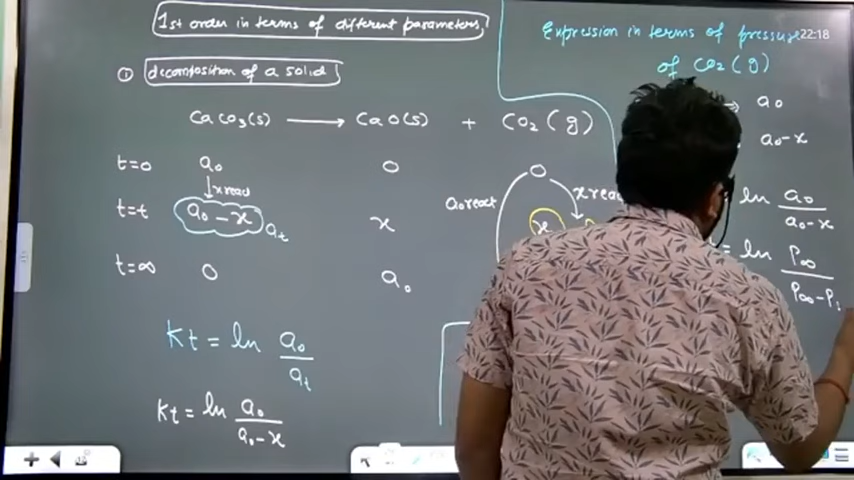 1st order in terms of different parameters
① decomposition of a solid
CaCO3(s) ⟶ CaO(s) + CO2(g)
t=0 a₀ 0 0
x react
t=t a₀-x aₜ x x
t=∞ 0 a₀
a₀ react
x react
Kt = ln a₀/aₜ
Kt = ln a₀/a₀-x
Expression in terms of pressure
of CO2(g)
22:18
→ a₀
a₀-x
ln a₀/a₀-x
= ln P∞/P∞-P